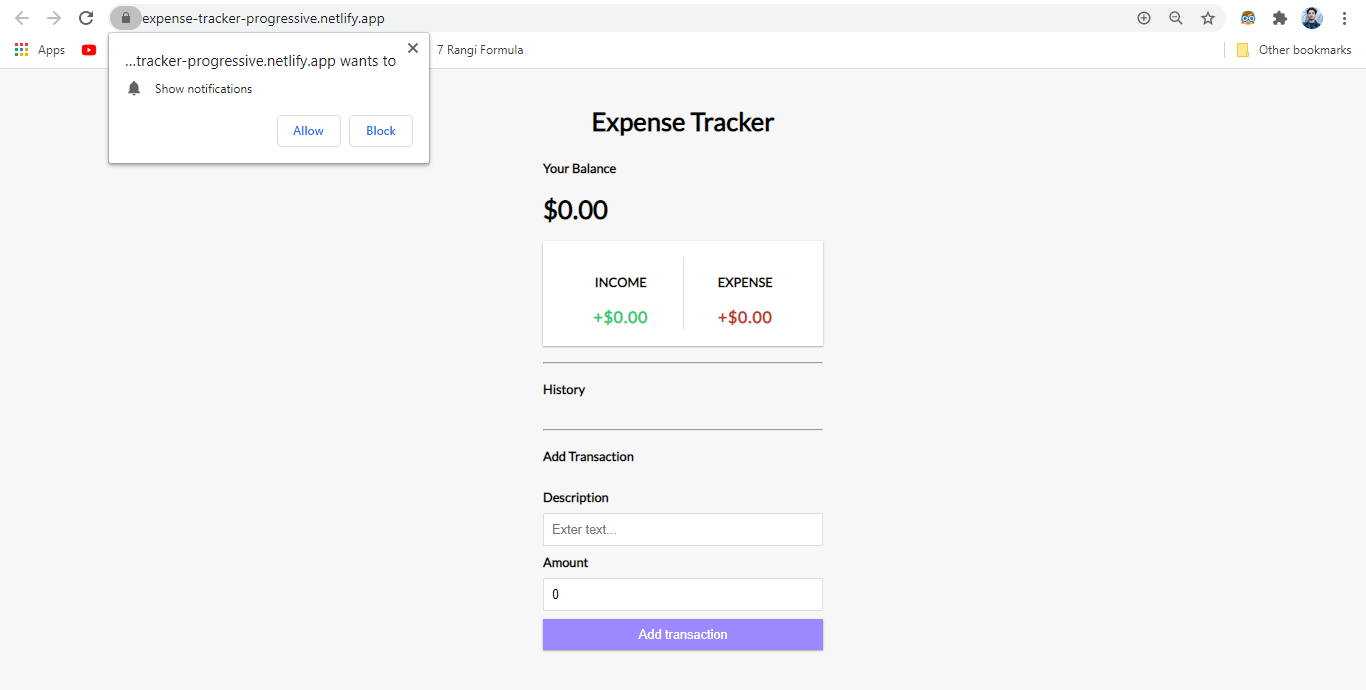 expense-tracker-progressive.netlify.app
Apps
7 Rangi Formula
Other bookmarks
...tracker-progressive.netlify.app wants to
Show notifications
Allow Block
Expense Tracker
Your Balance
$0.00
INCOME EXPENSE
+$0.00 +$0.00
History
Add Transaction
Description
Exter text...
Amount
0
Add transaction